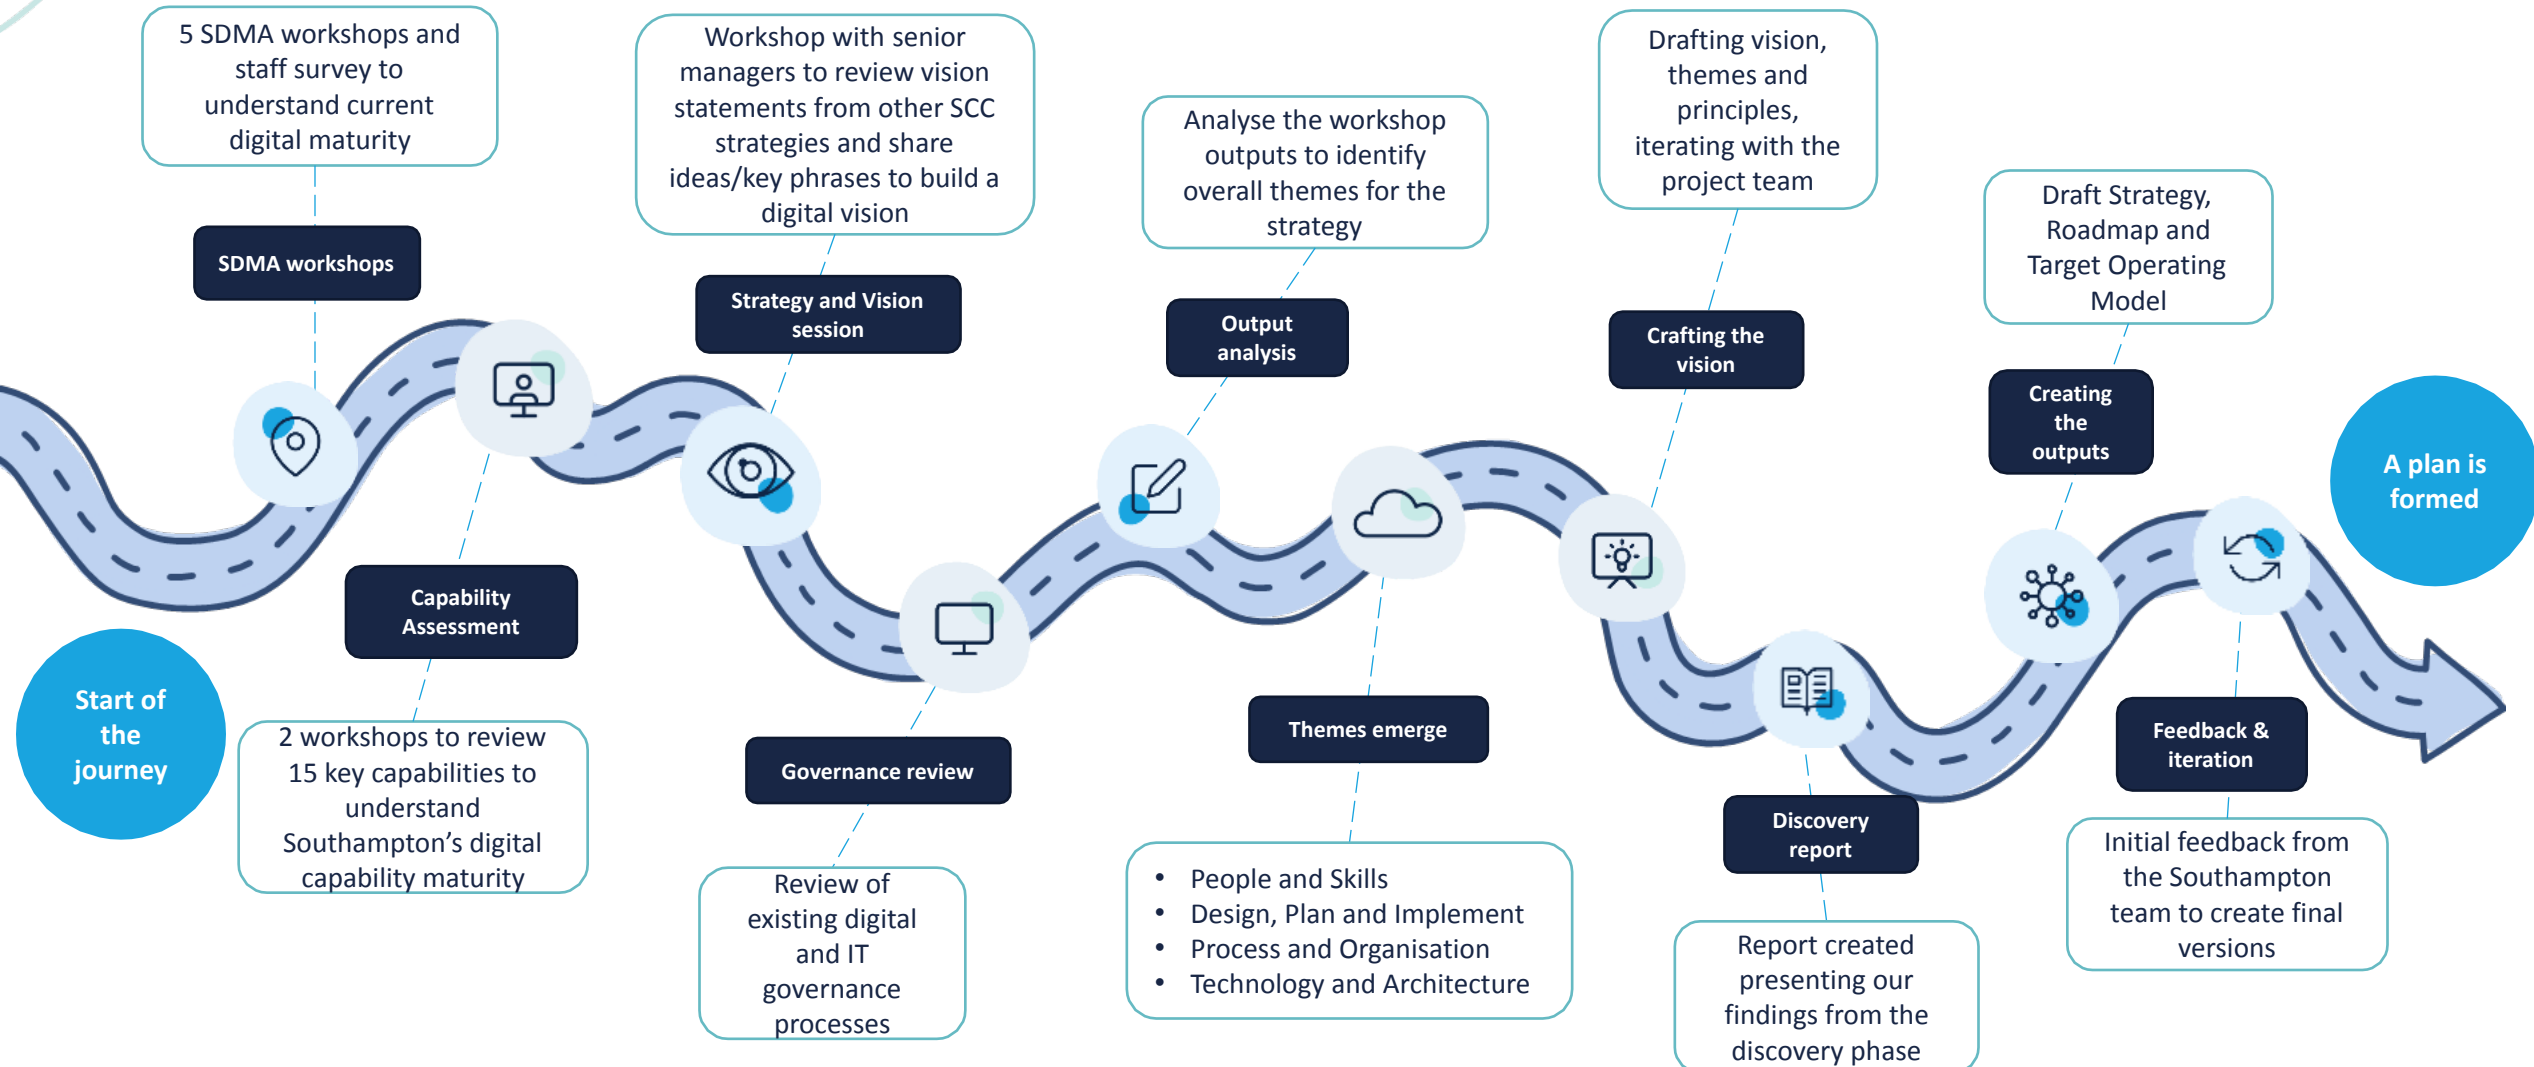 5 SDMA workshops and
staff survey to
understand current
digital maturity
SDMA workshops
Start of
the
journey
Capability
Assessment
2 workshops to review
15 key capabilities to
understand
Southampton’s digital
capability maturity
Workshop with senior
managers to review vision
statements from other SCC
strategies and share
ideas/key phrases to build a
digital vision
Strategy and Vision
session
Governance review
Review of
existing digital
and IT
governance
processes
Analyse the workshop
outputs to identify
overall themes for the
strategy
Output
analysis
Themes emerge
• People and Skills
• Design, Plan and Implement
• Process and Organisation
• Technology and Architecture
Drafting vision,
themes and
principles,
iterating with the
project team
Crafting the
vision
Discovery
report
Report created
presenting our
findings from the
discovery phase
Draft Strategy,
Roadmap and
Target Operating
Model
Creating
the
outputs
Feedback &
iteration
Initial feedback from
the Southampton
team to create final
versions
A plan is
formed